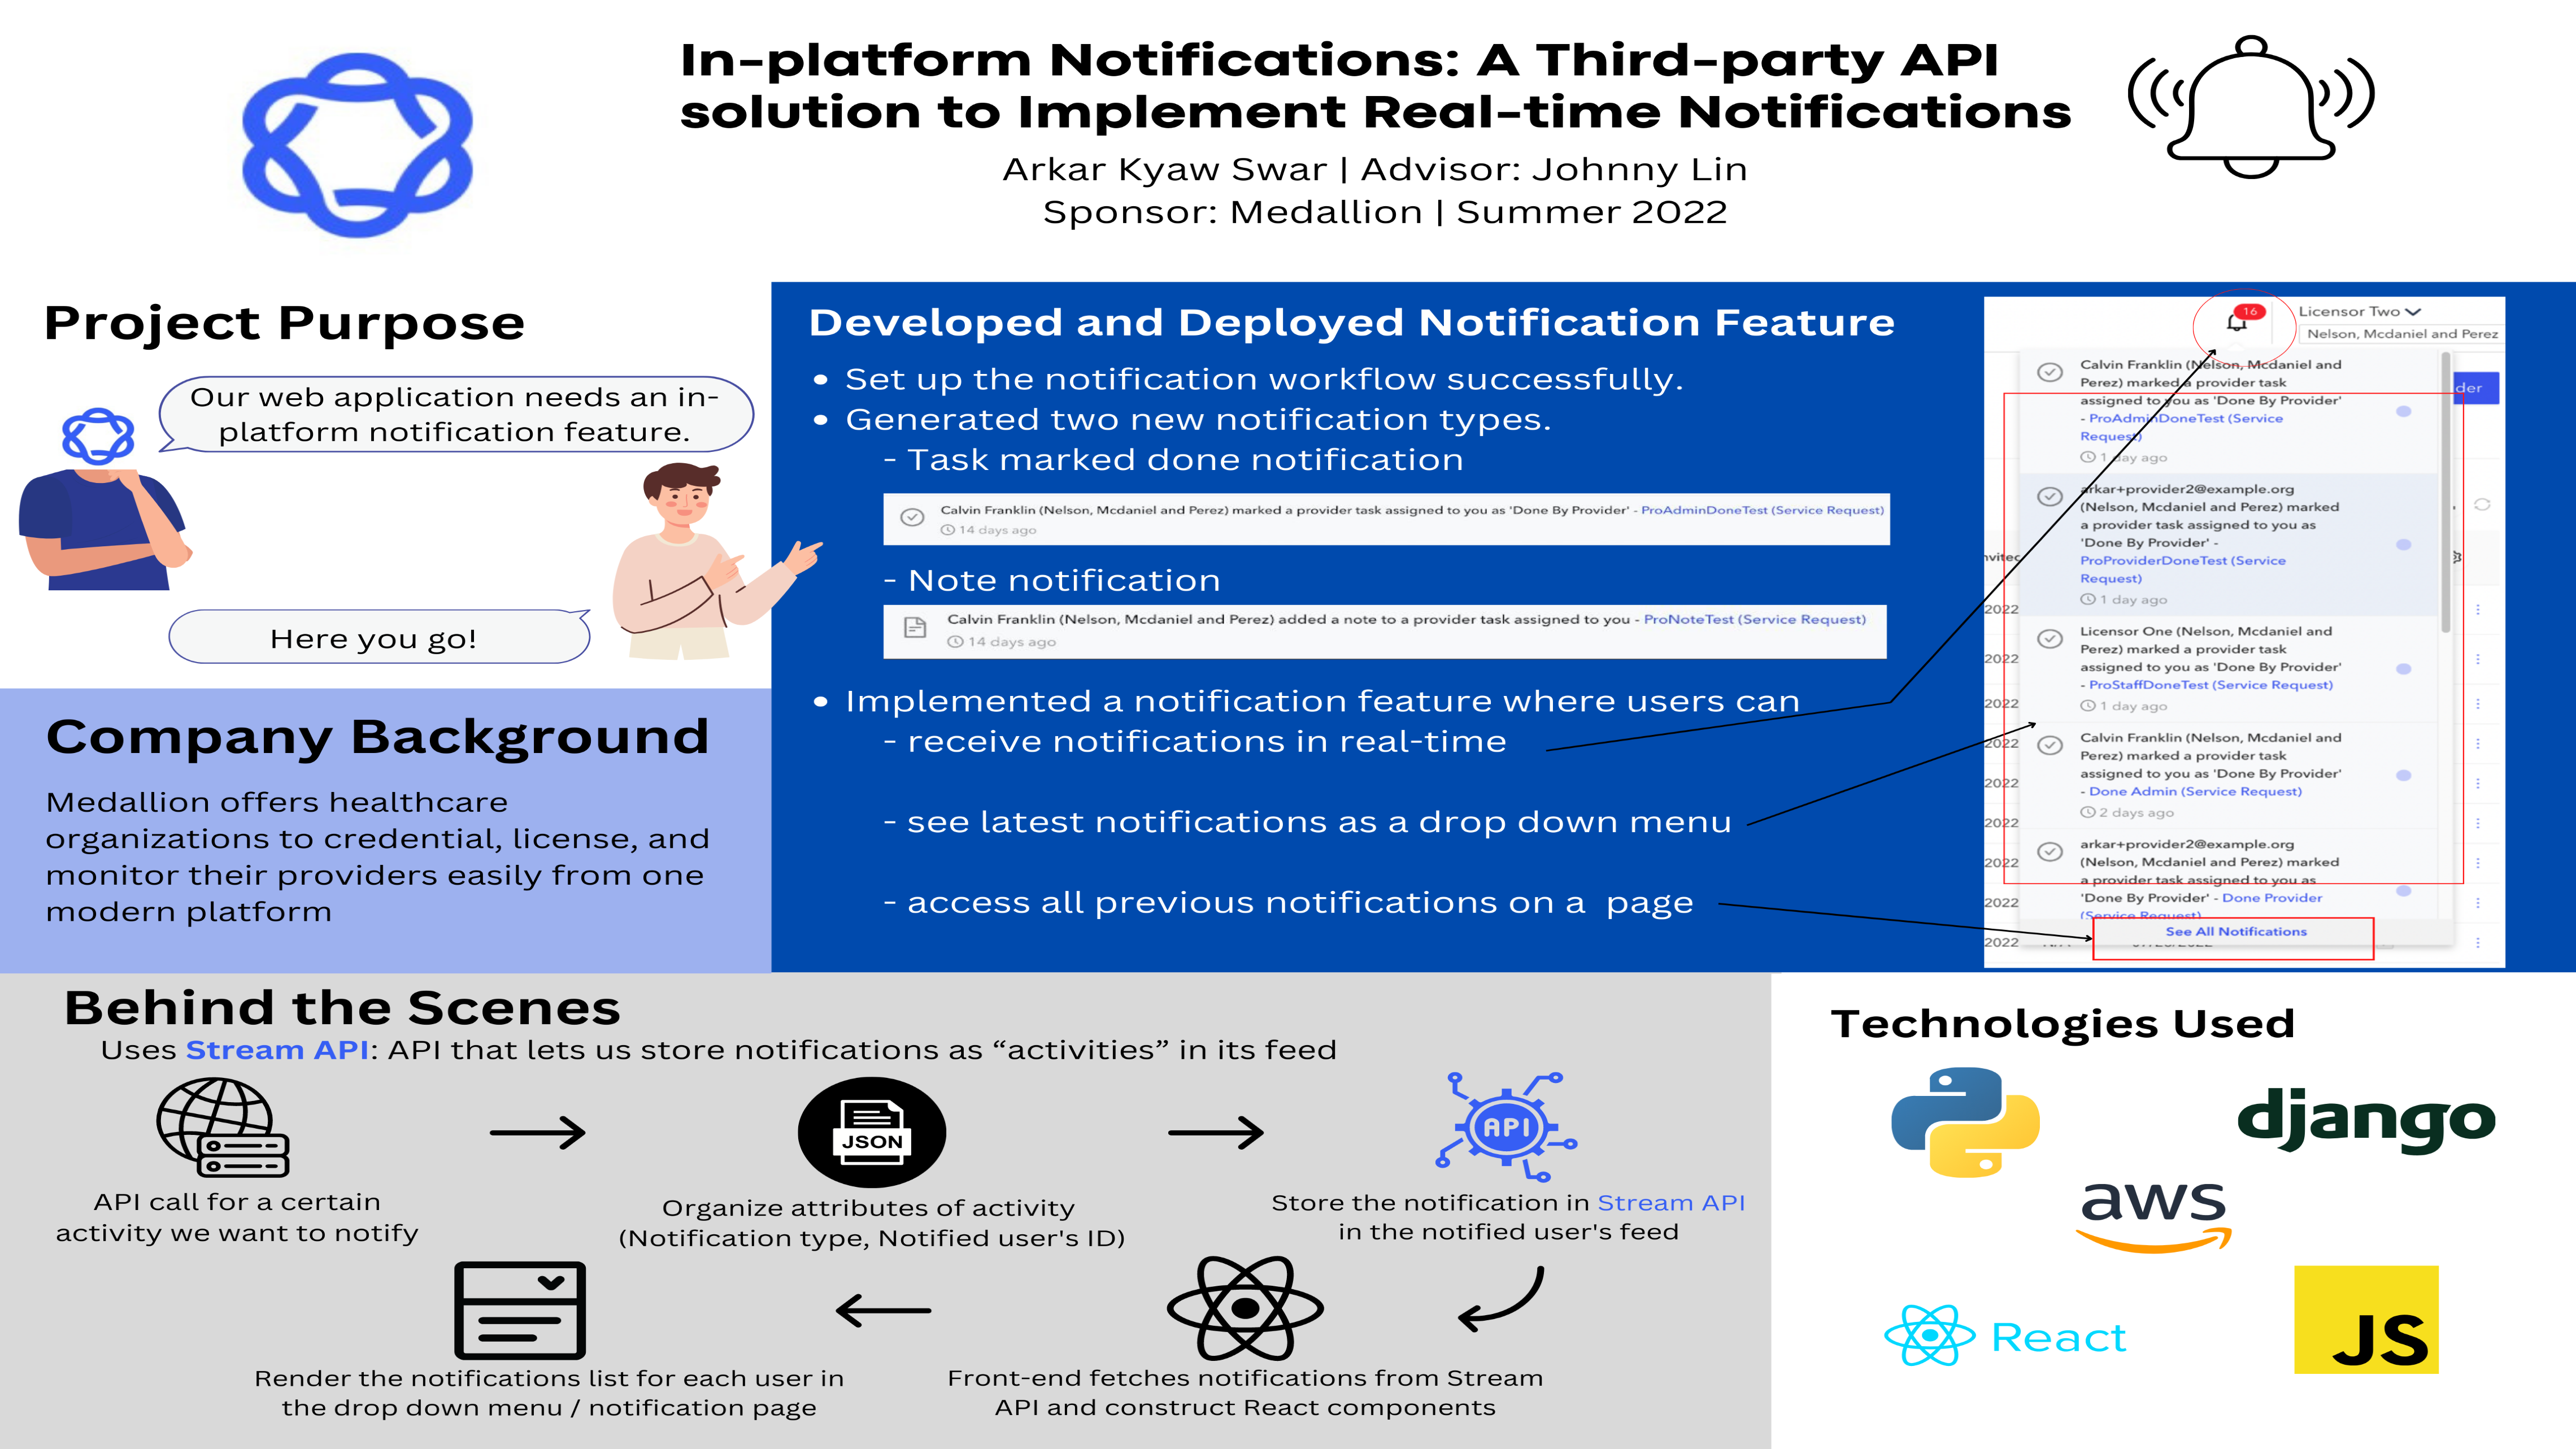 In-platform Notifications: A Third-party API
solution to Implement Real-time Notifications
Arkar Kyaw Swar | Advisor: Johnny Lin
Sponsor: Medallion | Summer 2022
Project Purpose
Our web application needs an in-
platform notification feature.
Here you go!
Company Background
Medallion offers healthcare
organizations to credential, license, and
monitor their providers easily from one
modern platform
Developed and Deployed Notification Feature
• Set up the notification workflow successfully.
• Generated two new notification types.
- Task marked done notification
Calvin Franklin (Nelson, Mcdaniel and Perez) marked a provider task assigned to you as 'Done By Provider' - ProAdminDoneTest (Service Request)
14 days ago
- Note notification
Calvin Franklin (Nelson, Mcdaniel and Perez) added a note to a provider task assigned to you - ProNoteTest (Service Request)
14 days ago
• Implemented a notification feature where users can
- receive notifications in real-time
- see latest notifications as a drop down menu
- access all previous notifications on a page
16
Licensor Two
Nelson, Mcdaniel and Perez
Calvin Franklin (Nelson, Mcdaniel and
Perez) marked a provider task
assigned to you as 'Done By Provider'
- ProAdminDoneTest (Service
Request)
1 day ago
der
arkar+provider2@example.org
(Nelson, Mcdaniel and Perez) marked
a provider task assigned to you as
'Done By Provider' -
ProProviderDoneTest (Service
Request)
1 day ago
nvited
2022
Licensor One (Nelson, Mcdaniel and
Perez) marked a provider task
assigned to you as 'Done By Provider'
- ProStaffDoneTest (Service Request)
1 day ago
2022
2022
Calvin Franklin (Nelson, Mcdaniel and
Perez) marked a provider task
assigned to you as 'Done By Provider'
- Done Admin (Service Request)
2 days ago
2022
2022
2022
arkar+provider2@example.org
(Nelson, Mcdaniel and Perez) marked
a provider task assigned to you as
'Done By Provider' - Done Provider
(Service Request)
2022
2022
See All Notifications
2022
Behind the Scenes
Uses Stream API: API that lets us store notifications as “activities” in its feed
API call for a certain
activity we want to notify
JSON
Organize attributes of activity
(Notification type, Notified user's ID)
API
Store the notification in Stream API
in the notified user's feed
Front-end fetches notifications from Stream
API and construct React components
Render the notifications list for each user in
the drop down menu / notification page
Technologies Used
django
aws
React
JS